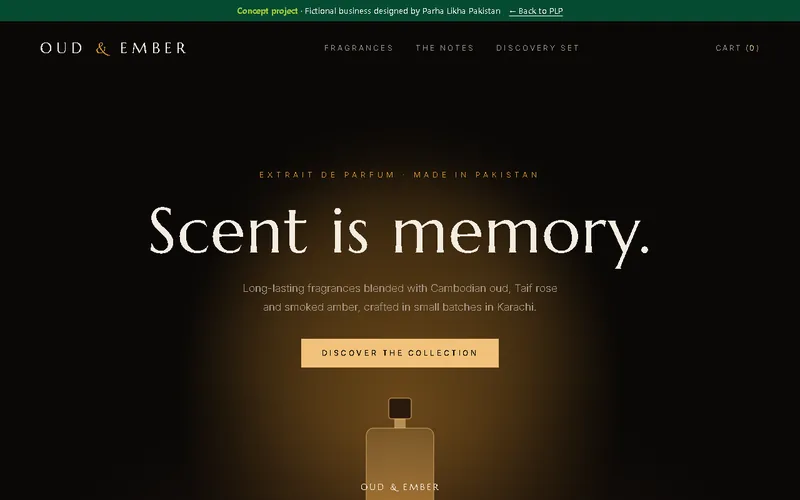 Concept project · Fictional business designed by Parha Likha Pakistan ← Back to PLP
OUD & EMBER FRAGRANCES THE NOTES DISCOVERY SET CART (0)
EXTRAIT DE PARFUM · MADE IN PAKISTAN
Scent is memory.
Long-lasting fragrances blended with Cambodian oud, Taif rose
and smoked amber, crafted in small batches in Karachi.
DISCOVER THE COLLECTION
OUD & EMBER